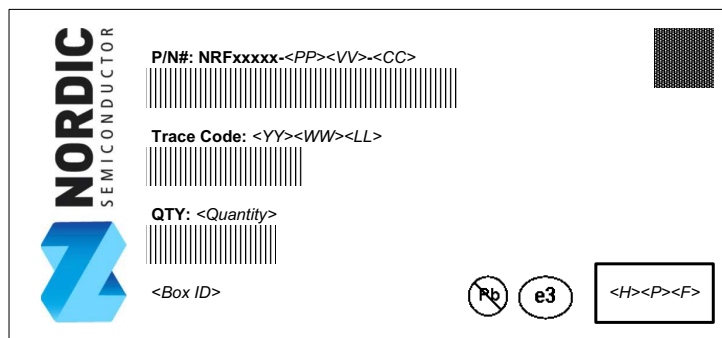 NORDIC
SEMICONDUCTOR
P/N#: NRFxxxxx-<PP><VV>-<CC>
Trace Code: <YY><WW><LL>
QTY: <Quantity>
<Box ID>
Pb
e3
<H><P><F>